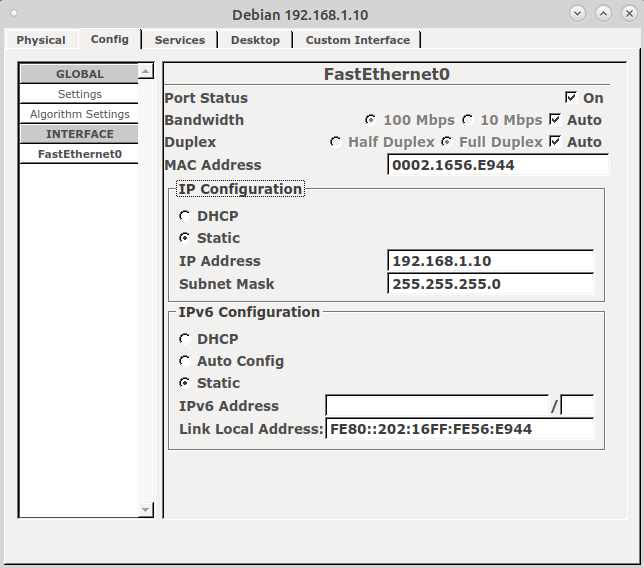 Debian 192.168.1.10
Physical Config Services Desktop Custom Interface
GLOBAL
Settings
Algorithm Settings
INTERFACE
FastEthernet0
FastEthernet0
Port Status On
Bandwidth 100 Mbps 10 Mbps Auto
Duplex Half Duplex Full Duplex Auto
MAC Address 0002.1656.E944
IP Configuration
DHCP
Static
IP Address 192.168.1.10
Subnet Mask 255.255.255.0
IPv6 Configuration
DHCP
Auto Config
Static
IPv6 Address /
Link Local Address: FE80::202:16FF:FE56:E944